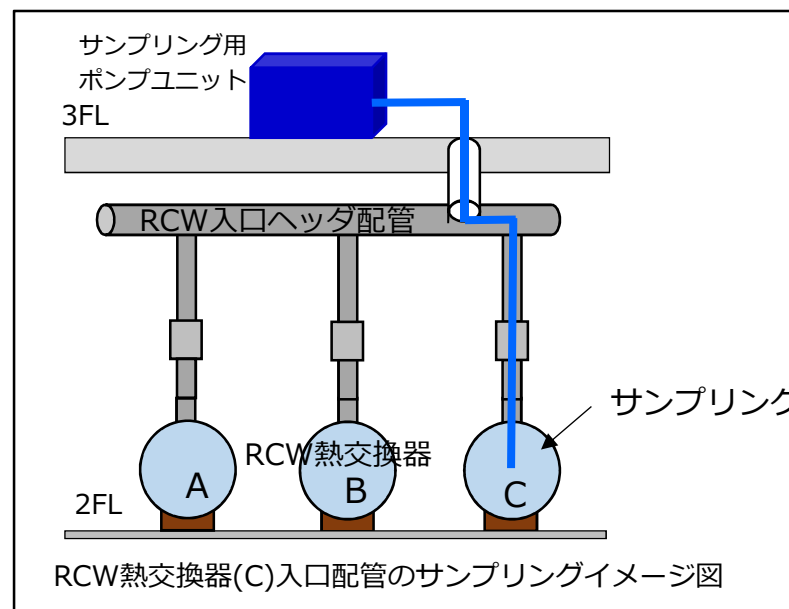 サンプリング用
ポンプユニット
3FL
RCW入口ヘッダ配管
サンプリング
RCW熱交換器
A
B
C
2FL
RCW熱交換器(C)入口配管のサンプリングイメージ図